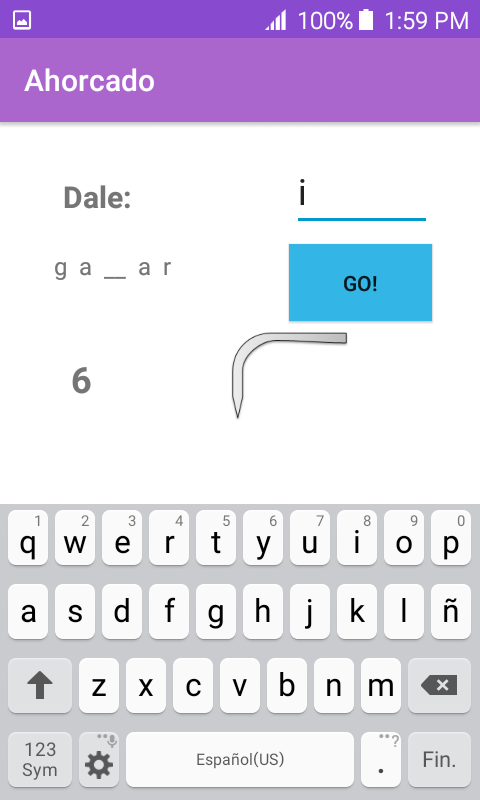 100% 1:59 PM
Ahorcado
Dale:
i
g a __ a r
GO!
6
1 2 3 4 5 6 7 8 9 0
q w e r t y u i o p
a s d f g h j k l ñ
z x c v b n m
123
Sym
Español(US)
. ?
Fin.